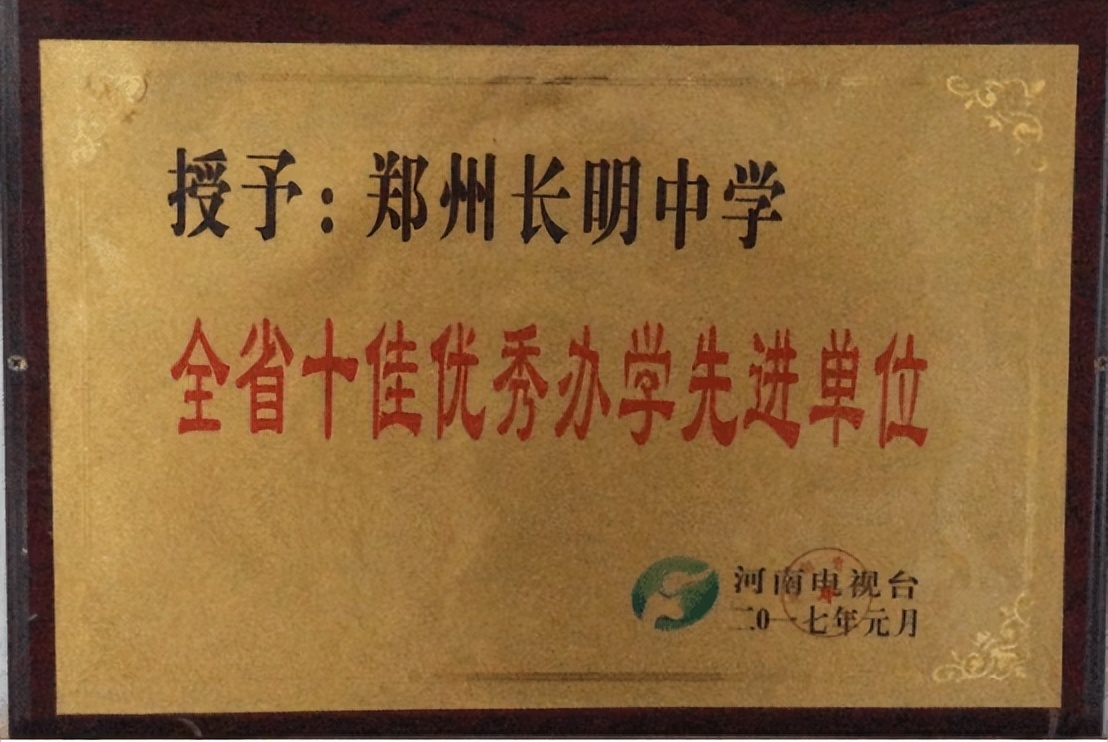 授予：郑州长明中学
全省十佳优秀办学先进单位
河南电视台
二0一七年元月